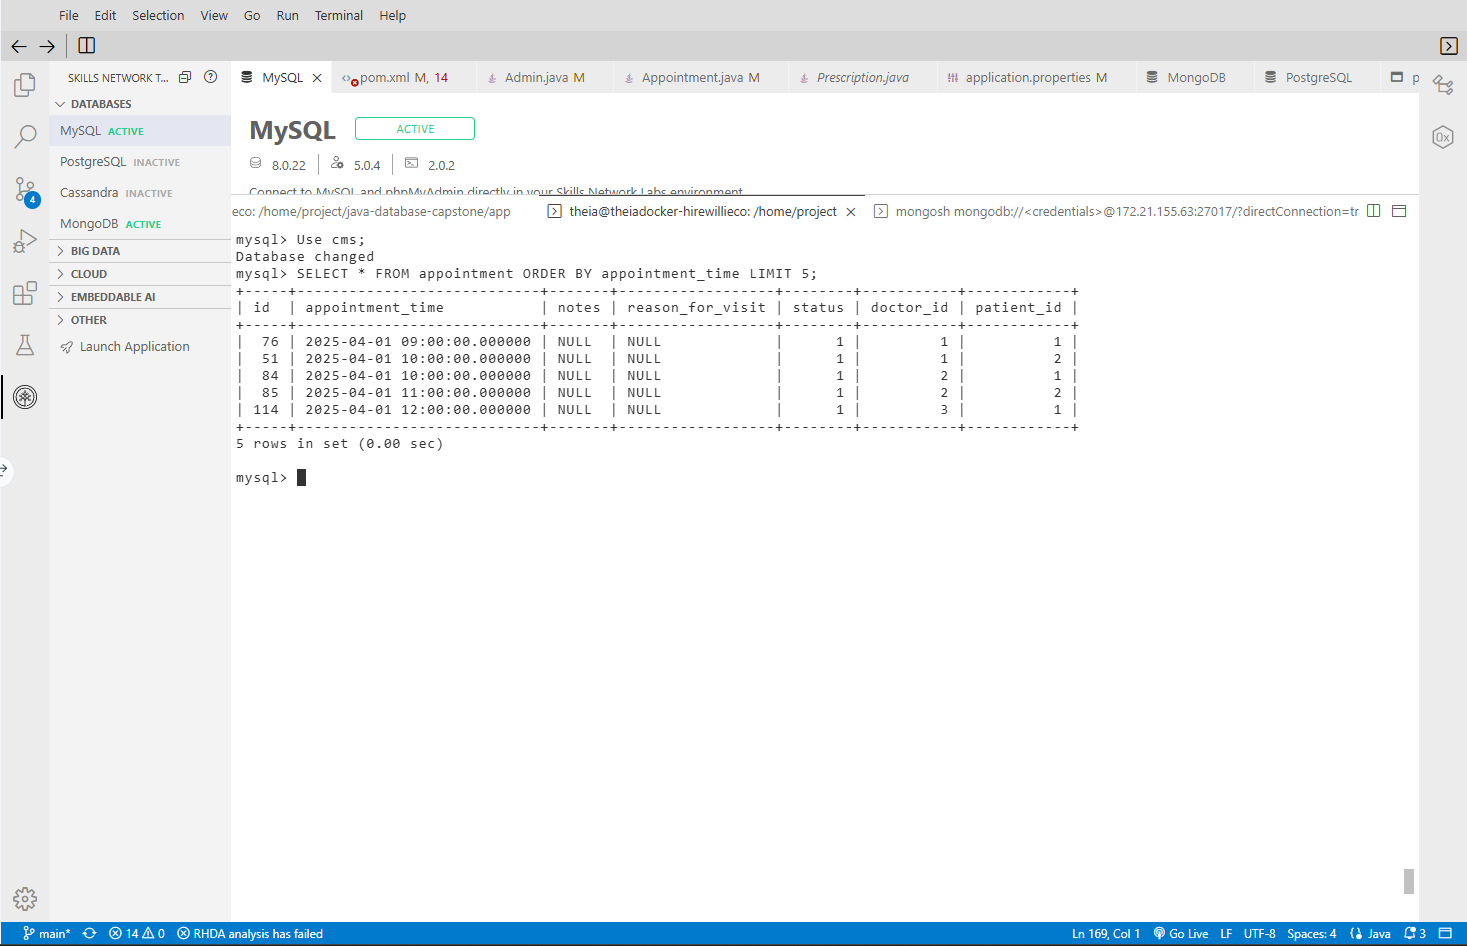 File Edit Selection View Go Run Terminal Help
SKILLS NETWORK T...
MySQL
pom.xml M, 14
Admin.java M
Appointment.java M
Prescription.java
application.properties M
MongoDB
PostgreSQL
p
DATABASES
MySQL ACTIVE
PostgreSQL INACTIVE
Cassandra INACTIVE
MongoDB ACTIVE
BIG DATA
CLOUD
EMBEDDABLE AI
OTHER
Launch Application
4
MySQL ACTIVE
8.0.22 5.0.4 2.0.2
Connect to MySQL and phpMyAdmin directly in your Skills Network Labs environment
eco: /home/project/java-database-capstone/app
theia@theiadocker-hirewillieco: /home/project
mongosh mongodb://<credentials>@172.21.155.63:27017/?directConnection=tr
mysql> Use cms;
Database changed
mysql> SELECT * FROM appointment ORDER BY appointment_time LIMIT 5;
+-----+----------------------------+-------+------------------+--------+-----------+------------+
| id  | appointment_time           | notes | reason_for_visit | status | doctor_id | patient_id |
+-----+----------------------------+-------+------------------+--------+-----------+------------+
|  76 | 2025-04-01 09:00:00.000000 | NULL  | NULL             |      1 |         1 |          1 |
|  51 | 2025-04-01 10:00:00.000000 | NULL  | NULL             |      1 |         1 |          2 |
|  84 | 2025-04-01 10:00:00.000000 | NULL  | NULL             |      1 |         2 |          1 |
|  85 | 2025-04-01 11:00:00.000000 | NULL  | NULL             |      1 |         2 |          2 |
| 114 | 2025-04-01 12:00:00.000000 | NULL  | NULL             |      1 |         3 |          1 |
+-----+----------------------------+-------+------------------+--------+-----------+------------+
5 rows in set (0.00 sec)
mysql>
0x
main* 14 0 RHDA analysis has failed
Ln 169, Col 1 Go Live LF UTF-8 Spaces: 4 Java 3